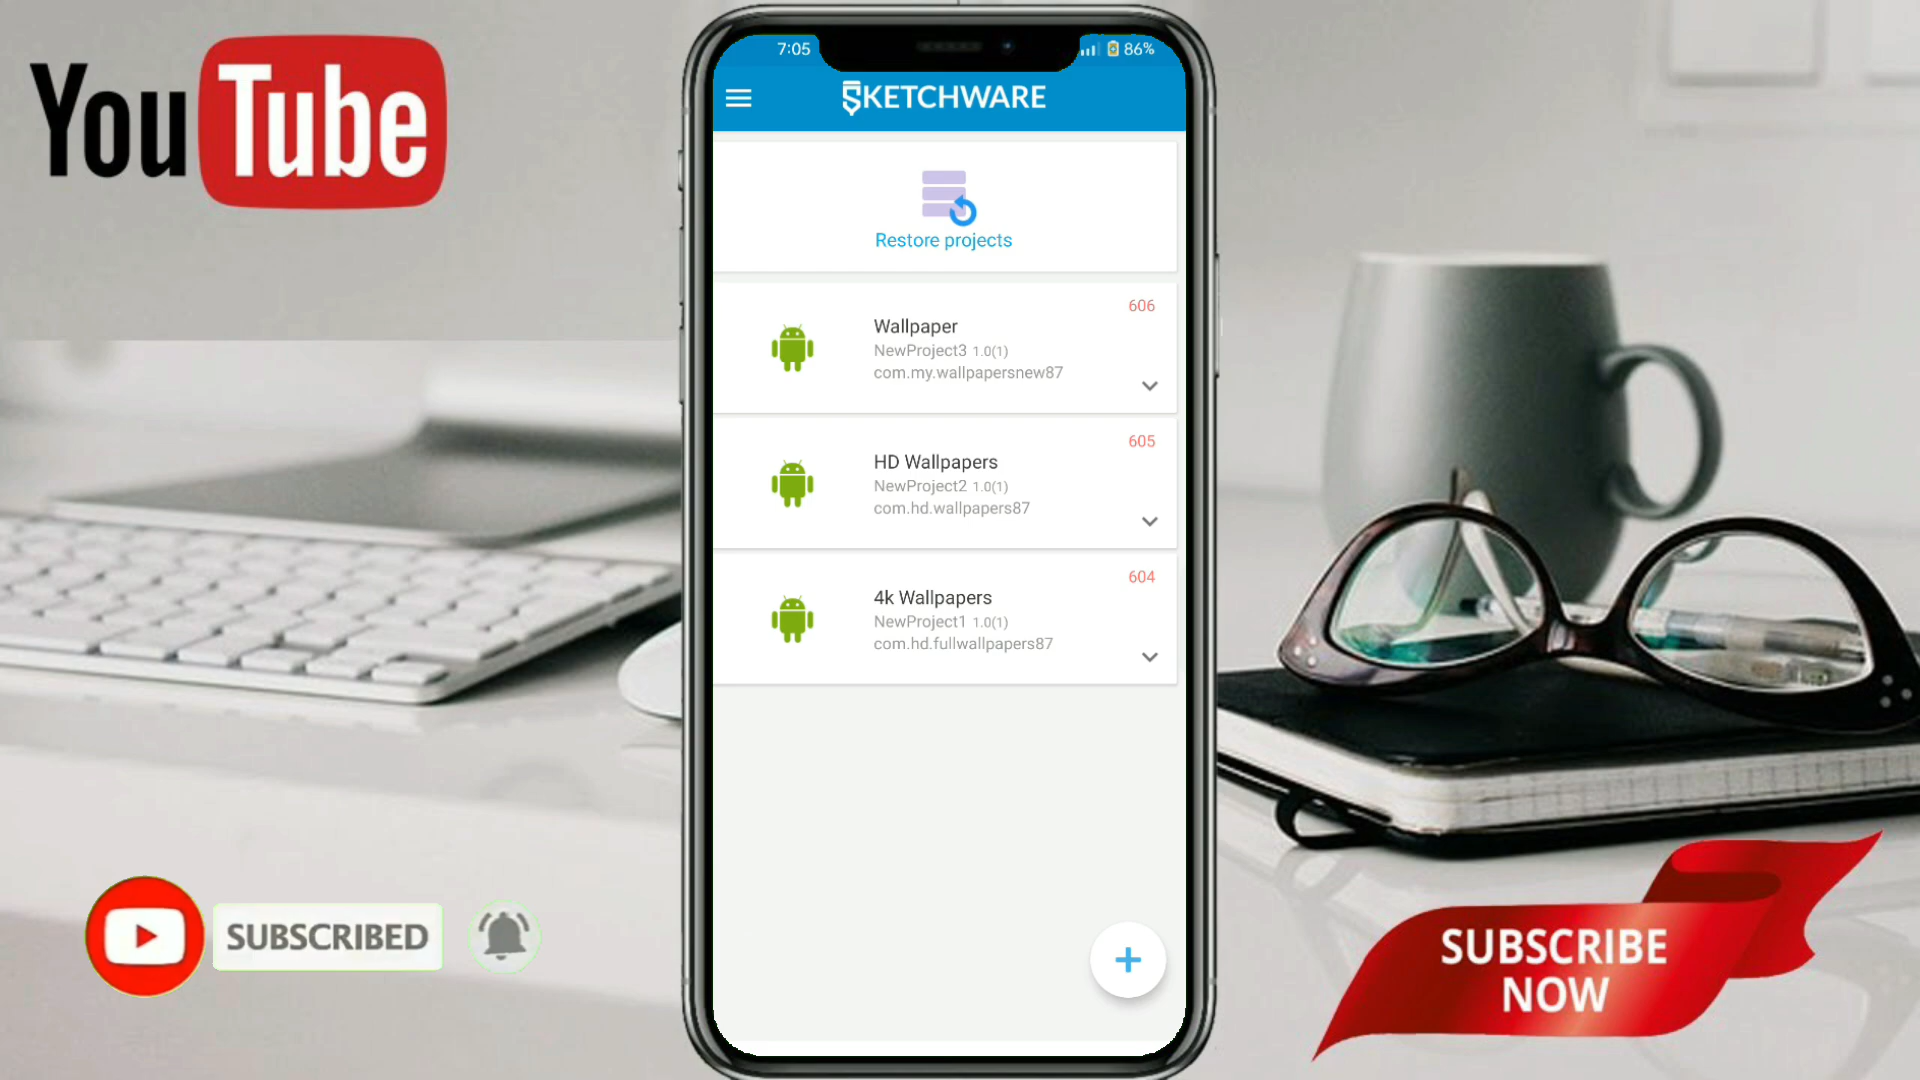 YouTube
7:05
86%
SKETCHWARE
Restore projects
606
Wallpaper
NewProject3 1.0(1)
com.my.wallpapersnew87
605
HD Wallpapers
NewProject2 1.0(1)
com.hd.wallpapers87
604
4k Wallpapers
NewProject1 1.0(1)
com.hd.fullwallpapers87
SUBSCRIBED
SUBSCRIBE
NOW